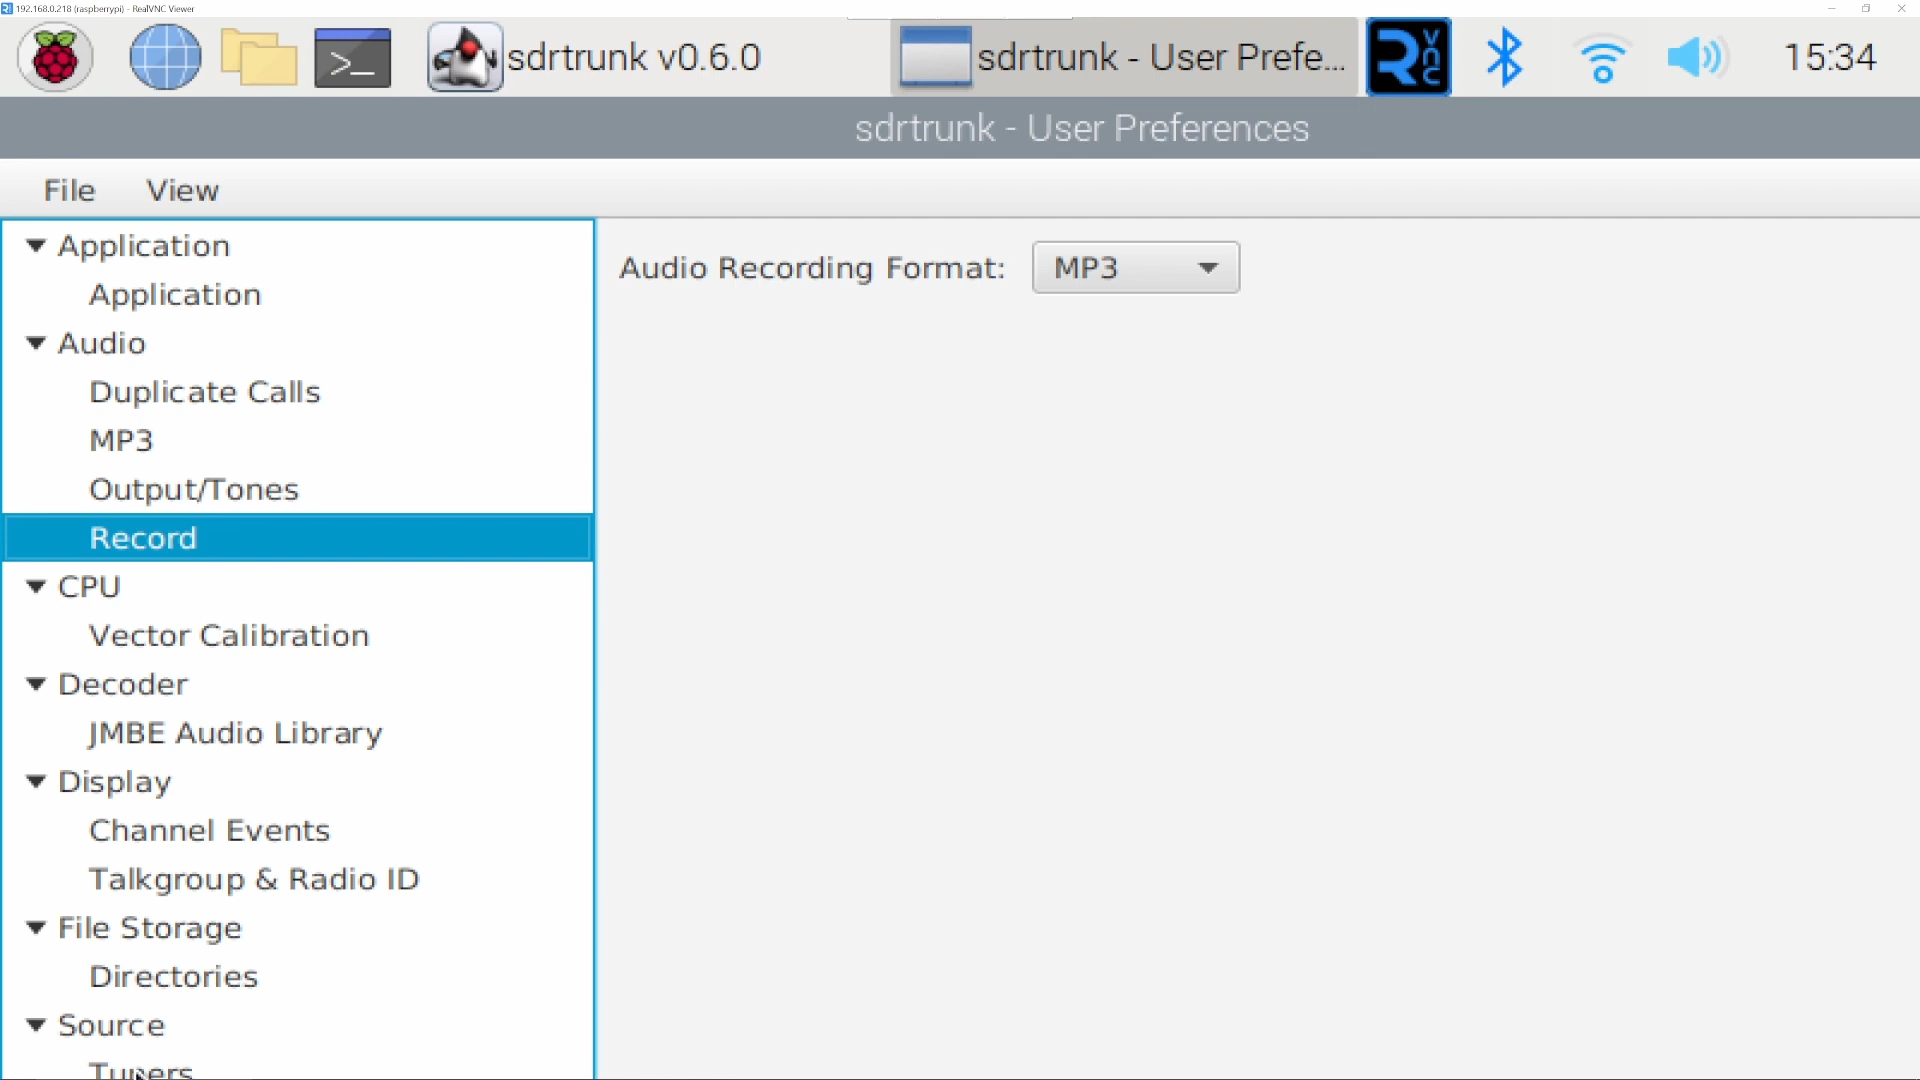 192.168.0.218 (raspberrypi) - RealVNC Viewer
>_ sdrtrunk v0.6.0 sdrtrunk - User Prefe... VNC 15:34
sdrtrunk - User Preferences
File View
Application
Application
Audio
Duplicate Calls
MP3
Output/Tones
Record
CPU
Vector Calibration
Decoder
JMBE Audio Library
Display
Channel Events
Talkgroup & Radio ID
File Storage
Directories
Source
Tuners
Audio Recording Format: MP3